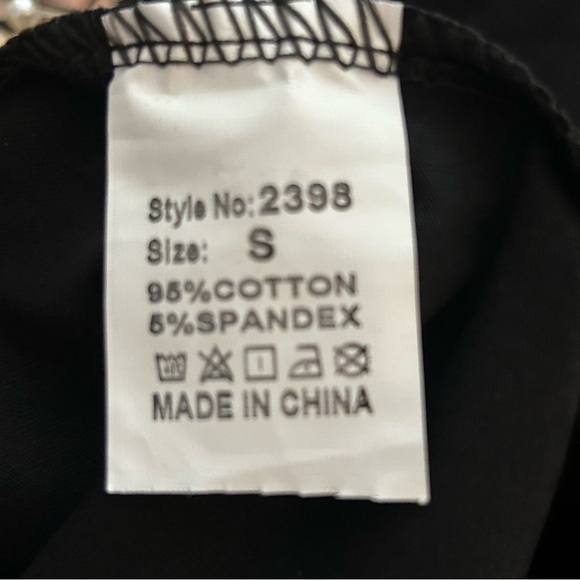 Style No:2398
Size: S
95%COTTON
5%SPANDEX
MADE IN CHINA